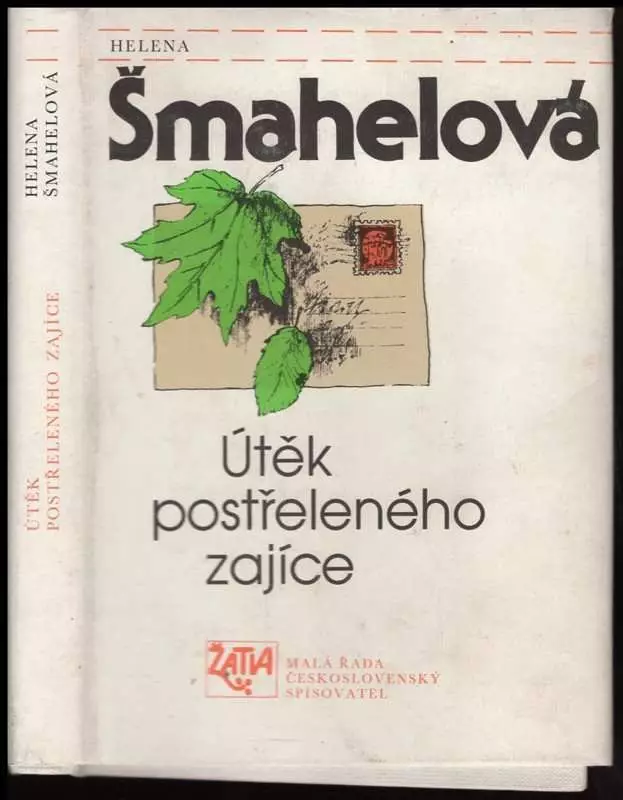 HELENA
Šmahelová
Útěk
postřeleného
zajíce
ŽATVA
MALÁ ŘADA
ČESKOSLOVENSKÝ
SPISOVATEL
HELENA
ŠMAHELOVÁ
ÚTĚK
POSTŘELENÉHO ZAJÍCE